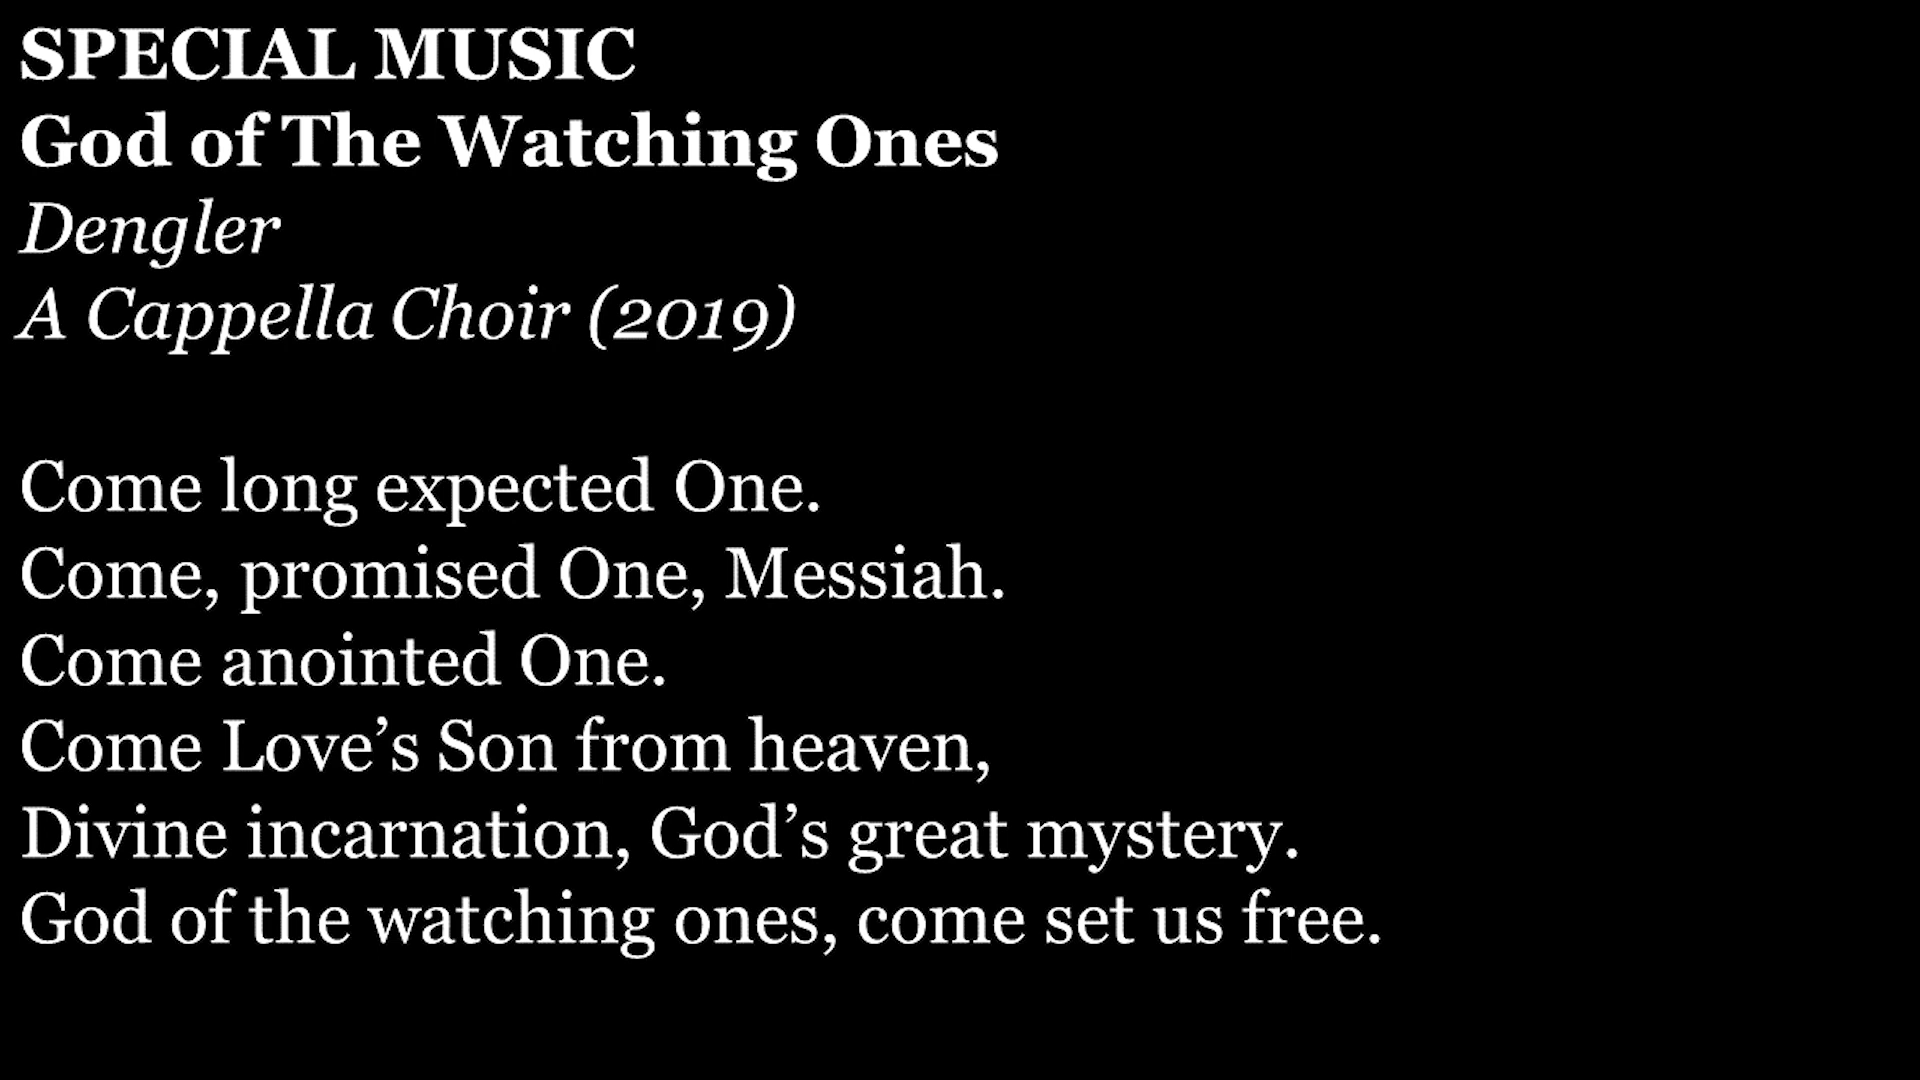 SPECIAL MUSIC
God of The Watching Ones
Dengler
A Cappella Choir (2019)
Come long expected One.
Come, promised One, Messiah.
Come anointed One.
Come Love’s Son from heaven,
Divine incarnation, God’s great mystery.
God of the watching ones, come set us free.